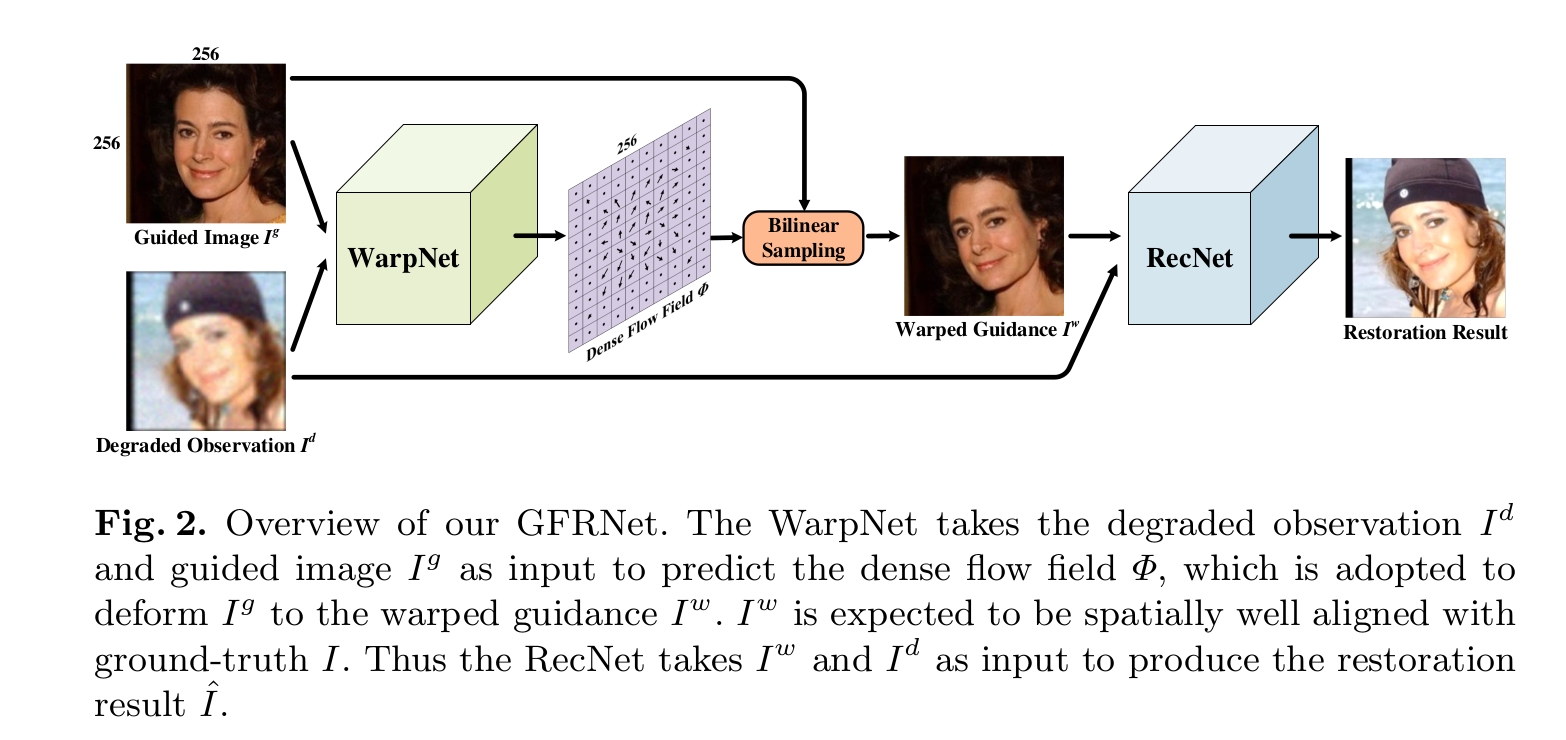 256
256
Guided Image I^g
Degraded Observation I^d
WarpNet
256
Dense Flow Field Φ
Bilinear
Sampling
Warped Guidance I^w
RecNet
Restoration Result
Fig. 2. Overview of our GFRNet. The WarpNet takes the degraded observation I^d
and guided image I^g as input to predict the dense flow field Φ, which is adopted to
deform I^g to the warped guidance I^w. I^w is expected to be spatially well aligned with
ground-truth I. Thus the RecNet takes I^w and I^d as input to produce the restoration
result Î.